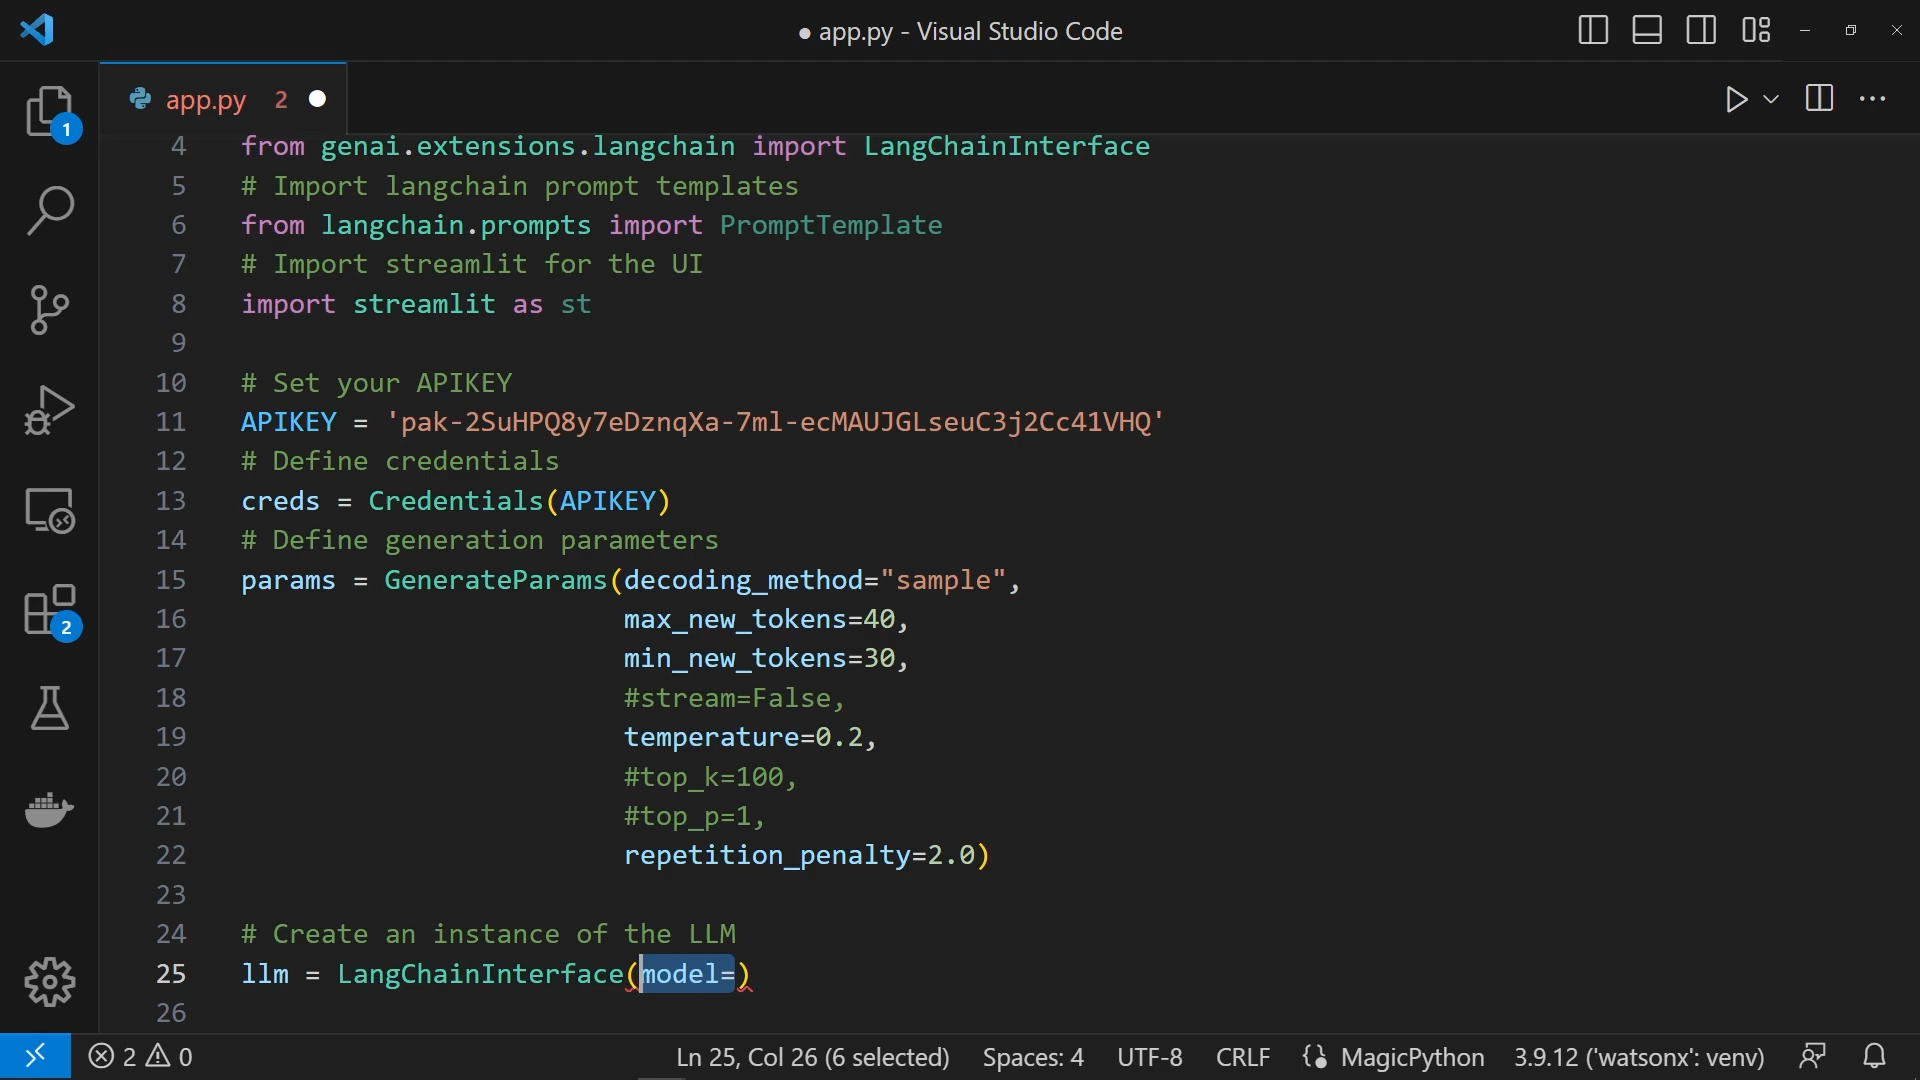 ● app.py - Visual Studio Code
1
app.py 2 ●
4 from genai.extensions.langchain import LangChainInterface
5 # Import langchain prompt templates
6 from langchain.prompts import PromptTemplate
7 # Import streamlit for the UI
8 import streamlit as st
9
10 # Set your APIKEY
11 APIKEY = 'pak-2SuHPQ8y7eDznqXa-7ml-ecMAUJGLseuC3j2Cc41VHQ'
12 # Define credentials
13 creds = Credentials(APIKEY)
14 # Define generation parameters
15 params = GenerateParams(decoding_method="sample",
16 max_new_tokens=40,
17 min_new_tokens=30,
18 #stream=False,
19 temperature=0.2,
20 #top_k=100,
21 #top_p=1,
22 repetition_penalty=2.0)
23
24 # Create an instance of the LLM
25 llm = LangChainInterface(model=)
26
2
2 0 Ln 25, Col 26 (6 selected) Spaces: 4 UTF-8 CRLF MagicPython 3.9.12 ('watsonx': venv)